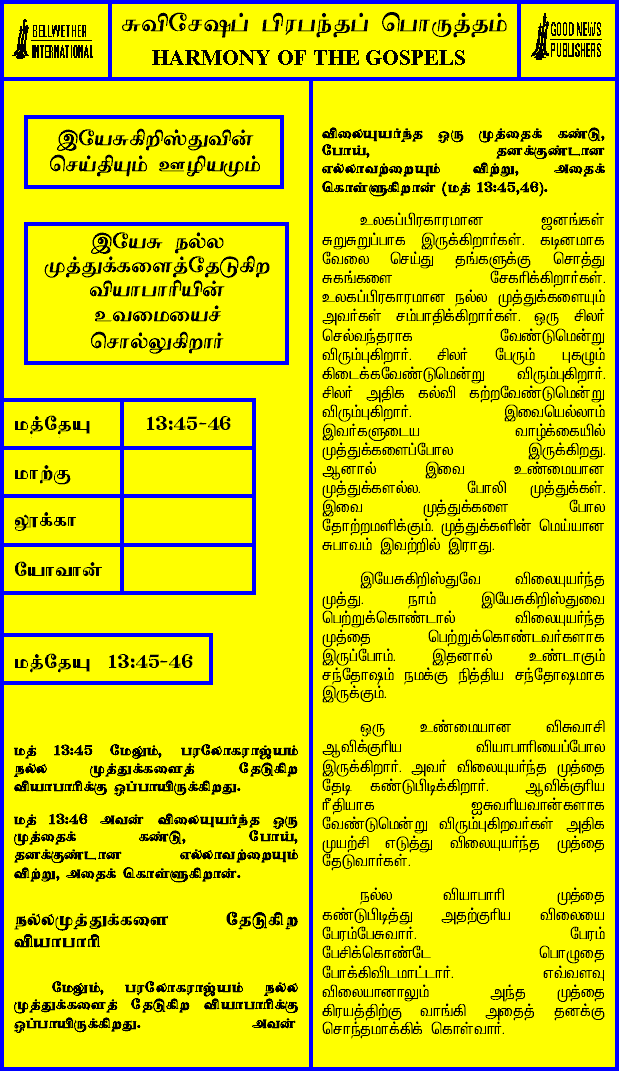 BELLWETHER
INTERNATIONAL
சுவிசேஷப் பிரபந்தப் பொருத்தம்
HARMONY OF THE GOSPELS
GOOD NEWS
PUBLISHERS
இயேசுகிறிஸ்துவின்
செய்தியும் ஊழியமும்
இயேசு நல்ல
முத்துக்களைத்தேடுகிற
வியாபாரியின்
உவமையைச்
சொல்லுகிறார்
மத்தேயு 13:45-46
மாற்கு
லூக்கா
யோவான்
மத்தேயு 13:45-46
மத் 13:45 மேலும், பரலோகராஜ்யம்
நல்ல முத்துக்களைத் தேடுகிற
வியாபாரிக்கு ஒப்பாயிருக்கிறது.
மத் 13:46 அவன் விலையுயர்ந்த ஒரு
முத்தைக் கண்டு, போய்,
தனக்குண்டான எல்லாவற்றையும்
விற்று, அதைக் கொள்ளுகிறான்.
நல்லமுத்துக்களை தேடுகிற
வியாபாரி
மேலும், பரலோகராஜ்யம் நல்ல
முத்துக்களைத் தேடுகிற வியாபாரிக்கு
ஒப்பாயிருக்கிறது. அவன்
விலையுயர்ந்த ஒரு முத்தைக் கண்டு,
போய், தனக்குண்டான
எல்லாவற்றையும் விற்று, அதைக்
கொள்ளுகிறான் (மத் 13:45,46).
உலகப்பிரகாரமான ஜனங்கள்
சுறுசுறுப்பாக இருக்கிறார்கள். கடினமாக
வேலை செய்து தங்களுக்கு சொத்து
சுகங்களை சேகரிக்கிறார்கள்.
உலகப்பிரகாரமான நல்ல முத்துக்களையும்
அவர்கள் சம்பாதிக்கிறார்கள். ஒரு சிலர்
செல்வந்தராக வேண்டுமென்று
விரும்புகிறார். சிலர் பேரும் புகழும்
கிடைக்கவேண்டுமென்று விரும்புகிறார்.
சிலர் அதிக கல்வி கற்றவேண்டுமென்று
விரும்புகிறார். இவையெல்லாம்
இவர்களுடைய வாழ்க்கையில்
முத்துக்களைப்போல இருக்கிறது.
ஆனால் இவை உண்மையான
முத்துக்களல்ல. போலி முத்துக்கள்.
இவை முத்துக்களை போல
தோற்றமளிக்கும். முத்துக்களின் மெய்யான
சுபாவம் இவற்றில் இராது.
இயேசுகிறிஸ்துவே விலையுயர்ந்த
முத்து. நாம் இயேசுகிறிஸ்துவை
பெற்றுக்கொண்டால் விலையுயர்ந்த
முத்தை பெற்றுக்கொண்டவர்களாக
இருப்போம். இதனால் உண்டாகும்
சந்தோஷம் நமக்கு நித்திய சந்தோஷமாக
இருக்கும்.
ஒரு உண்மையான விசுவாசி
ஆவிக்குரிய வியாபாரியைப்போல
இருக்கிறார். அவர் விலையுயர்ந்த முத்தை
தேடி கண்டுபிடிக்கிறார். ஆவிக்குரிய
ரீதியாக ஐசுவரியவான்களாக
வேண்டுமென்று விரும்புகிறவர்கள் அதிக
முயற்சி எடுத்து விலையுயர்ந்த முத்தை
தேடுவார்கள்.
நல்ல வியாபாரி முத்தை
கண்டுபிடித்து அதற்குரிய விலையை
பேரம்பேசுவார். பேரம்
பேசிக்கொண்டே பொழுதை
போக்கிவிடமாட்டார். எவ்வளவு
விலையானாலும் அந்த முத்தை
கிரயத்திற்கு வாங்கி அதைத் தனக்கு
சொந்தமாக்கிக் கொள்வார்.